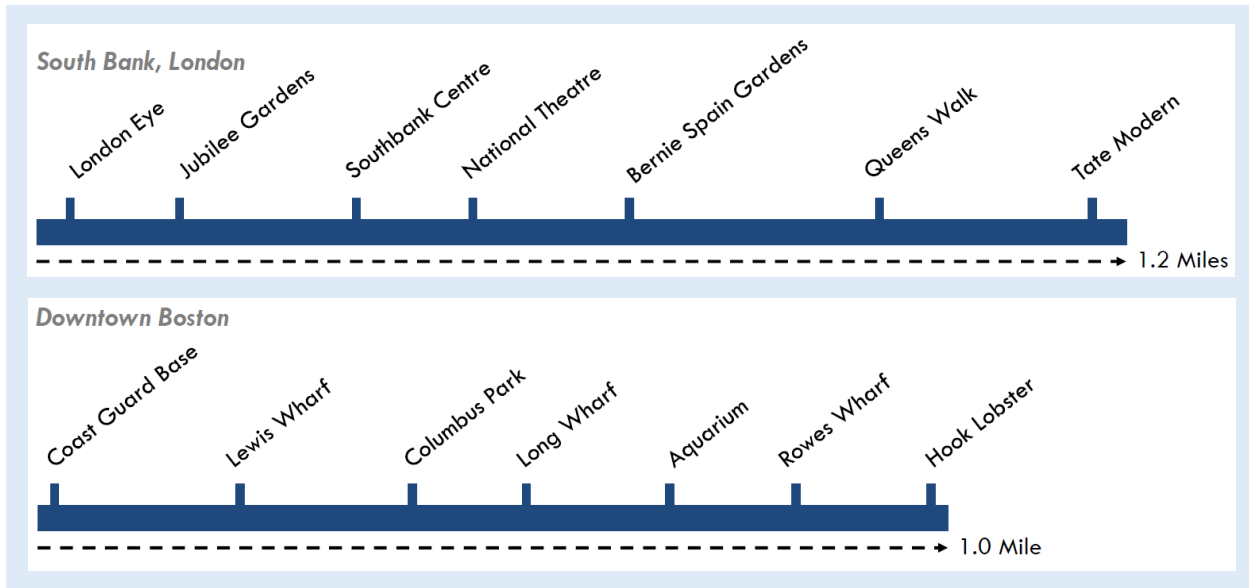 South Bank, London
London Eye
Jubilee Gardens
Southbank Centre
National Theatre
Bernie Spain Gardens
Queens Walk
Tate Modern
1.2 Miles
Downtown Boston
Coast Guard Base
Lewis Wharf
Columbus Park
Long Wharf
Aquarium
Rowes Wharf
Hook Lobster
1.0 Mile